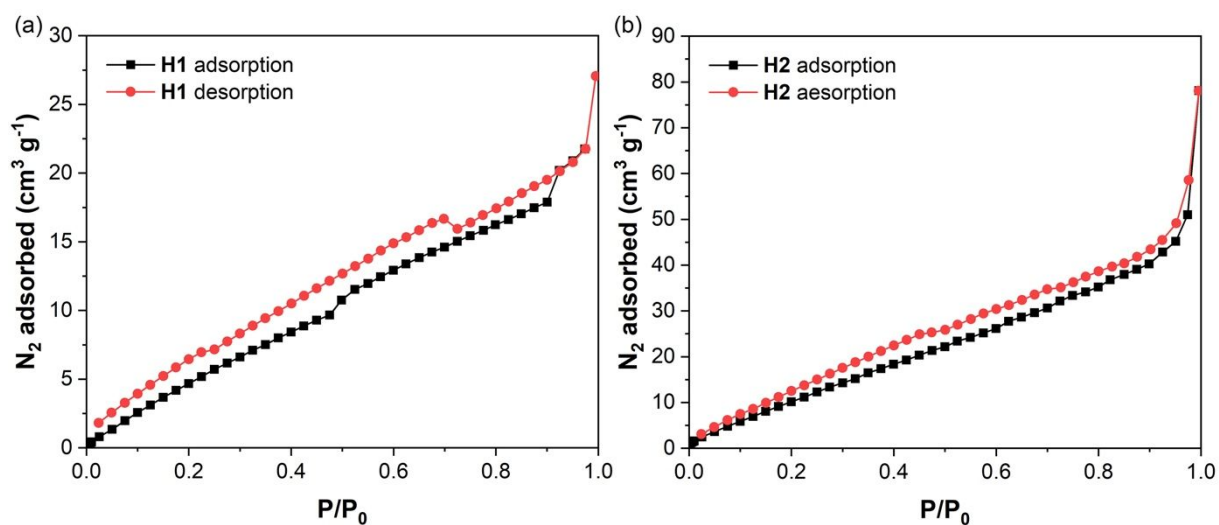 (a)
30
25
20
15
10
5
0
N₂ adsorbed (cm³ g⁻¹)
H1 adsorption
H1 desorption
0.0 0.2 0.4 0.6 0.8 1.0
P/P₀
(b)
90
80
70
60
50
40
30
20
10
0
N₂ adsorbed (cm³ g⁻¹)
H2 adsorption
H2 aesorption
0.0 0.2 0.4 0.6 0.8 1.0
P/P₀